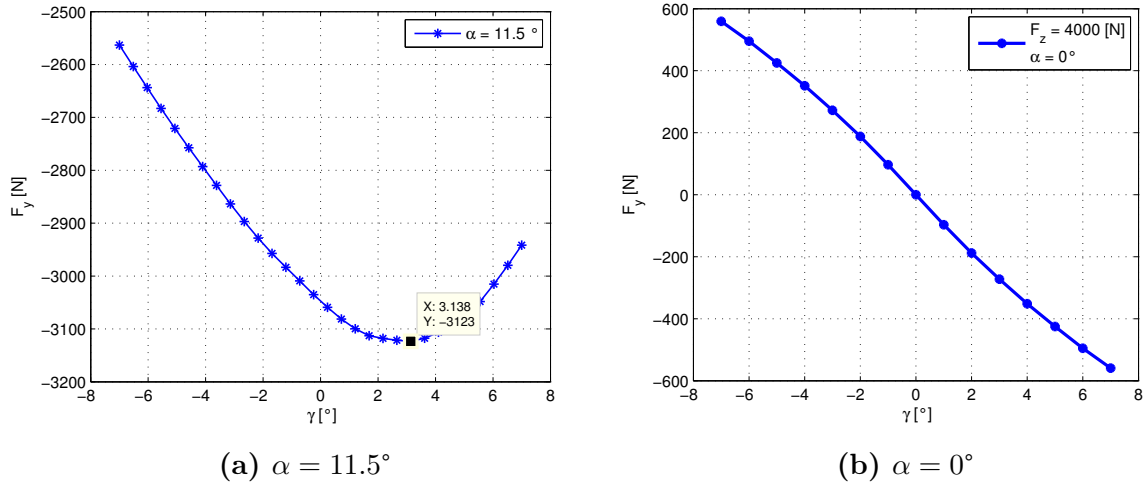 −2500
−2600
−2700
−2800
−2900
−3000
−3100
−3200
F_y [N]
−8 −6 −4 −2 0 2 4 6 8
γ [°]
α = 11.5 °
X: 3.138
Y: −3123
(a) α = 11.5°
600
400
200
0
−200
−400
−600
F_y [N]
−8 −6 −4 −2 0 2 4 6 8
γ [°]
F_z = 4000 [N]
α = 0°
(b) α = 0°